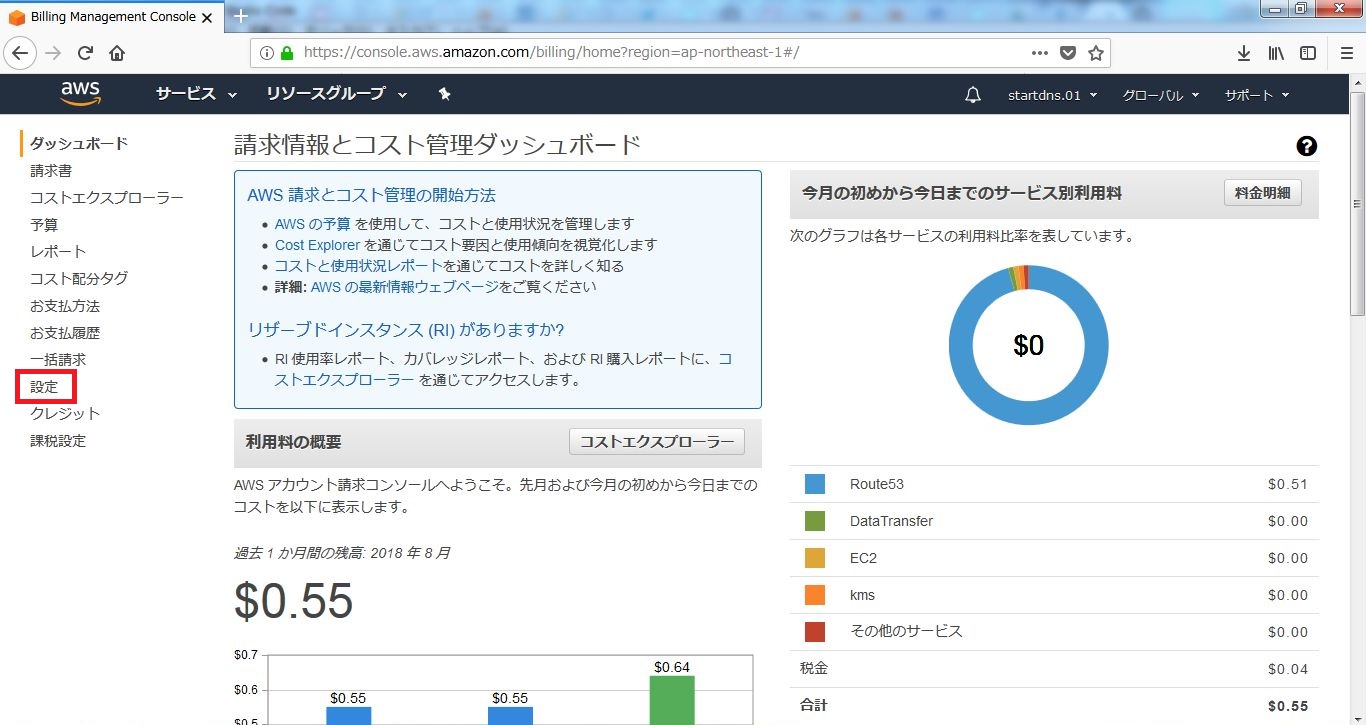 Billing Management Console
https://console.aws.amazon.com/billing/home?region=ap-northeast-1#/
aws
サービス
リソースグループ
startdns.01
グローバル
サポート
ダッシュボード
請求書
コストエクスプローラー
予算
レポート
コスト配分タグ
お支払方法
お支払履歴
一括請求
設定
クレジット
課税設定
請求情報とコスト管理ダッシュボード
AWS 請求とコスト管理の開始方法
AWS の予算 を使用して、コストと使用状況を管理します
Cost Explorer を通じてコスト要因と使用傾向を視覚化します
コストと使用状況レポートを通じてコストを詳しく知る
詳細: AWS の最新情報ウェブページをご覧ください
リザーブドインスタンス (RI) がありますか?
RI 使用率レポート、カバレッジレポート、および RI 購入レポートに、コ
ストエクスプローラー を通じてアクセスします。
利用料の概要
コストエクスプローラー
AWS アカウント請求コンソールへようこそ。先月および今月の初めから今日までの
コストを以下に表示します。
過去 1 か月間の残高: 2018 年 8 月
$0.55
$0.7
$0.6
$0.5
$0.55
$0.55
$0.64
今月の初めから今日までのサービス別利用料
料金明細
次のグラフは各サービスの利用料比率を表しています。
$0
Route53 $0.51
DataTransfer $0.00
EC2 $0.00
kms $0.00
その他のサービス $0.00
税金 $0.04
合計 $0.55